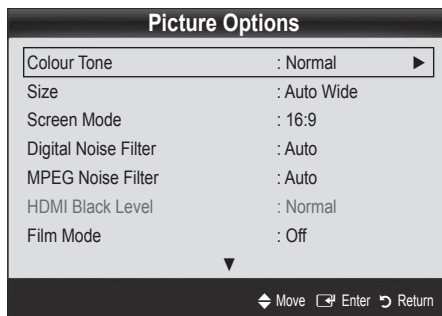 Picture Options
Colour Tone : Normal ▶
Size : Auto Wide
Screen Mode : 16:9
Digital Noise Filter : Auto
MPEG Noise Filter : Auto
HDMI Black Level : Normal
Film Mode : Off
▼
Move Enter Return